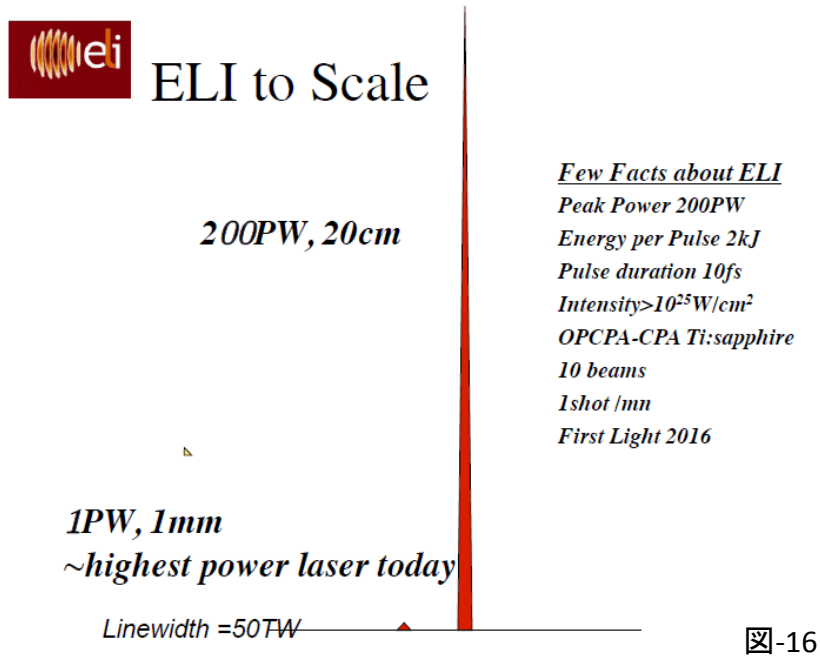 eli
ELI to Scale
200PW, 20cm
1PW, 1mm
~highest power laser today
Linewidth =50TW
Few Facts about ELI
Peak Power 200PW
Energy per Pulse 2kJ
Pulse duration 10fs
Intensity>10²⁵W/cm²
OPCPA-CPA Ti:sapphire
10 beams
1shot /mn
First Light 2016
図-16